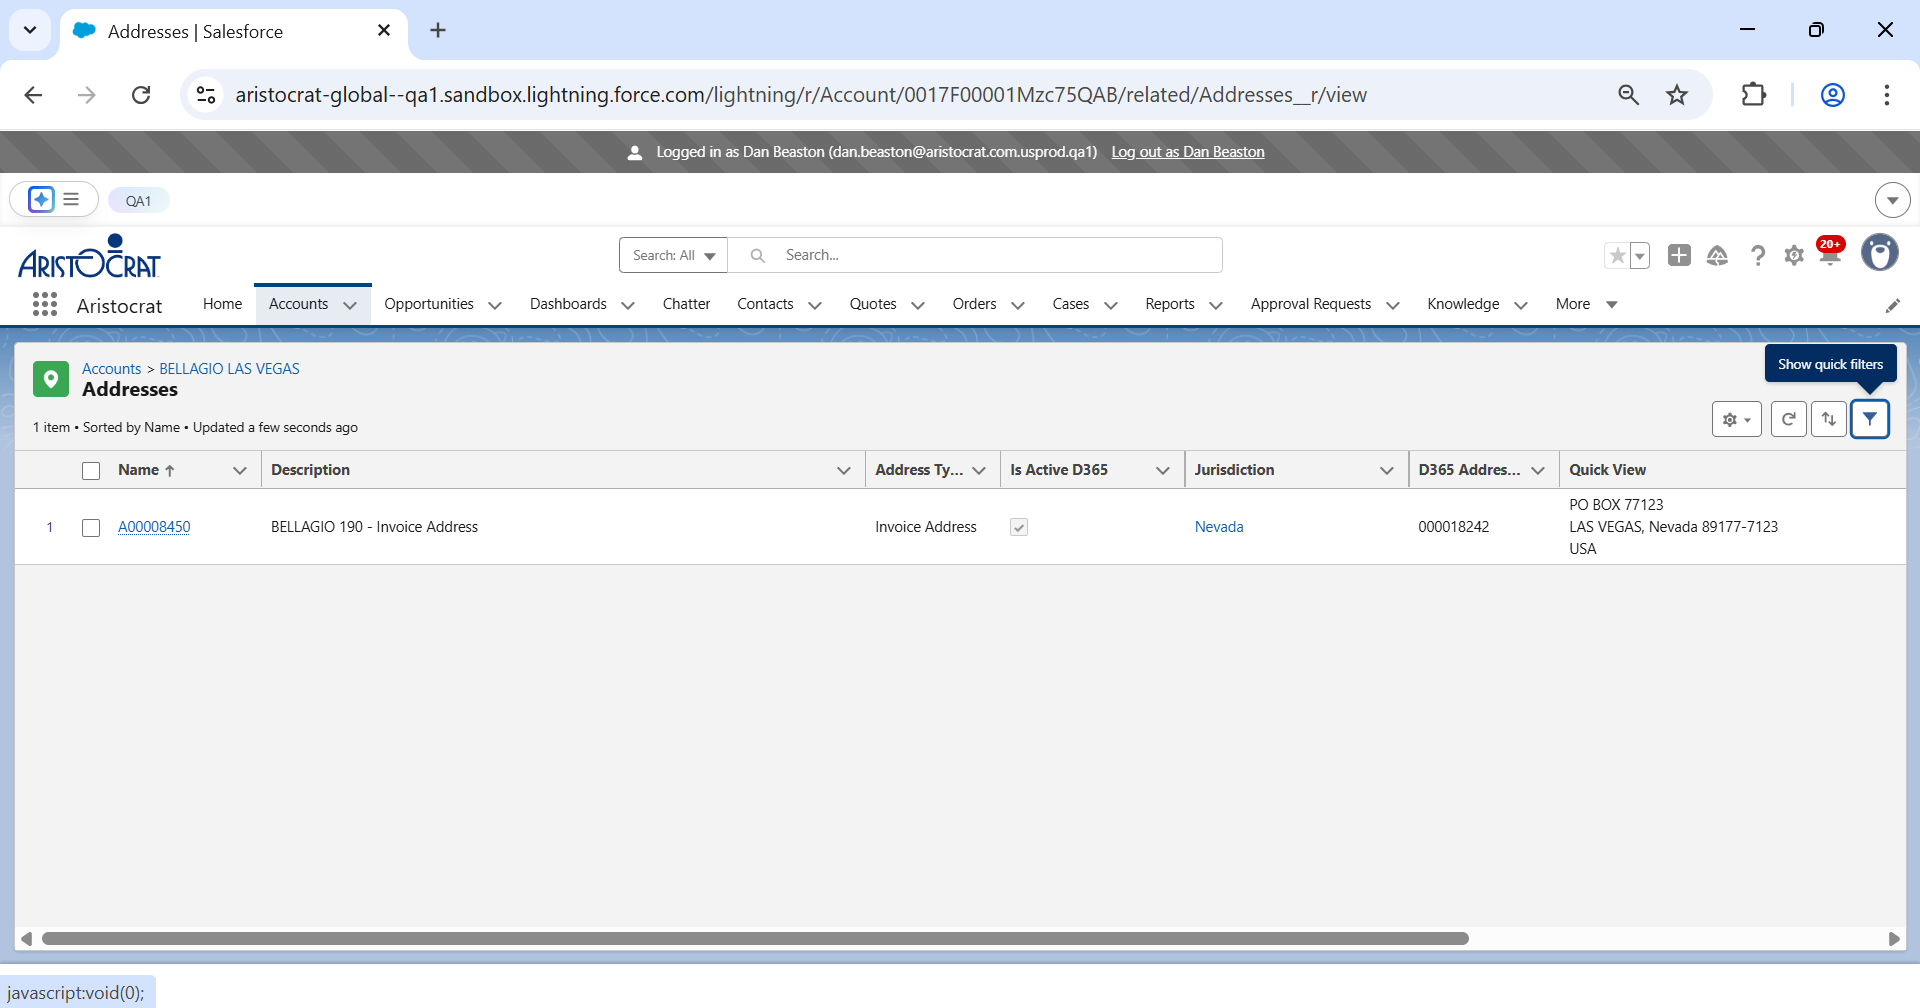 Addresses | Salesforce
aristocrat-global--qa1.sandbox.lightning.force.com/lightning/r/Account/0017F00001Mzc75QAB/related/Addresses__r/view
Logged in as Dan Beaston (dan.beaston@aristocrat.com.usprod.qa1) Log out as Dan Beaston
QA1
ARISTOCRAT
Search: All
Search...
20+
Aristocrat
Home
Accounts
Opportunities
Dashboards
Chatter
Contacts
Quotes
Orders
Cases
Reports
Approval Requests
Knowledge
More
Accounts > BELLAGIO LAS VEGAS
Addresses
Show quick filters
1 item • Sorted by Name • Updated a few seconds ago
Name
Description
Address Ty...
Is Active D365
Jurisdiction
D365 Addres...
Quick View
1
A00008450
BELLAGIO 190 - Invoice Address
Invoice Address
Nevada
000018242
PO BOX 77123
LAS VEGAS, Nevada 89177-7123
USA
javascript:void(0);